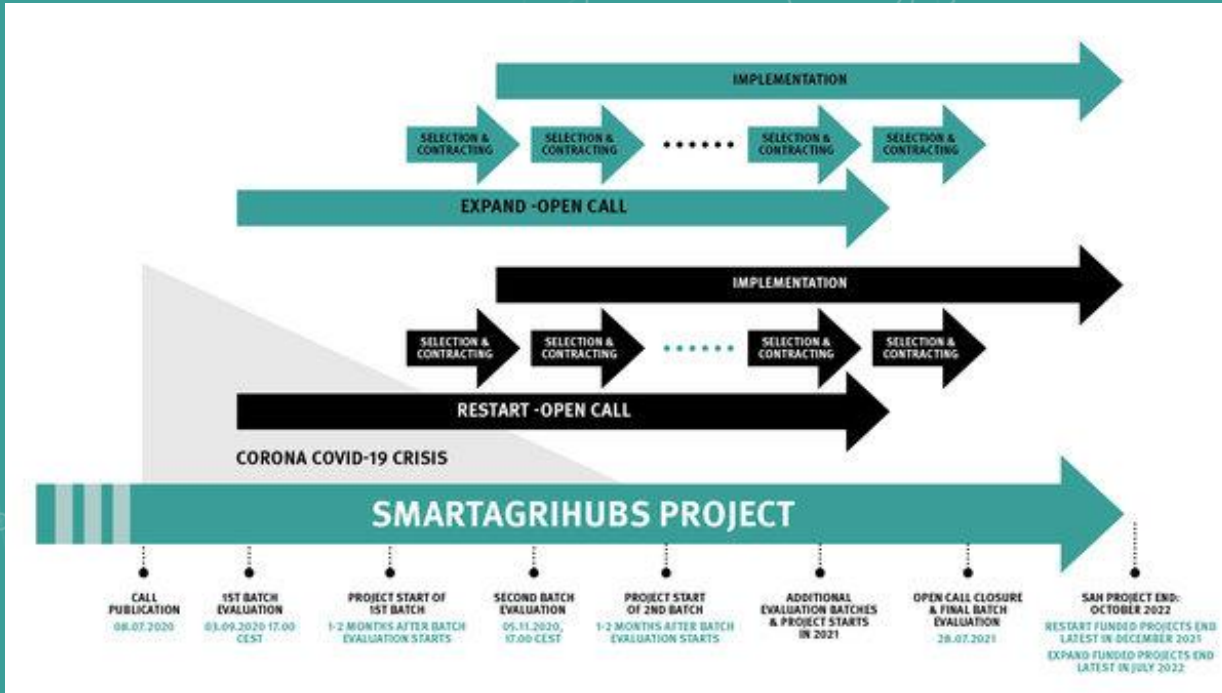 IMPLEMENTATION
SELECTION &
CONTRACTING
SELECTION &
CONTRACTING
SELECTION &
CONTRACTING
SELECTION &
CONTRACTING
EXPAND -OPEN CALL
IMPLEMENTATION
SELECTION &
CONTRACTING
SELECTION &
CONTRACTING
SELECTION &
CONTRACTING
SELECTION &
CONTRACTING
RESTART -OPEN CALL
CORONA COVID-19 CRISIS
SMARTAGRIHUBS PROJECT
CALL
PUBLICATION
08.07.2020
1ST BATCH
EVALUATION
03.09.2020 17.00
CEST
PROJECT START OF
1ST BATCH
1-2 MONTHS AFTER BATCH
EVALUATION STARTS
SECOND BATCH
EVALUATION
05.11.2020,
17.00 CEST
PROJECT START
OF 2ND BATCH
1-2 MONTHS AFTER BATCH
EVALUATION STARTS
ADDITIONAL
EVALUATION BATCHES
& PROJECT STARTS
IN 2021
OPEN CALL CLOSURE
& FINAL BATCH
EVALUATION
28.07.2021
SAH PROJECT END:
OCTOBER 2022
RESTART FUNDED PROJECTS END
LATEST IN DECEMBER 2021
EXPAND FUNDED PROJECTS END
LATEST IN JULY 2022